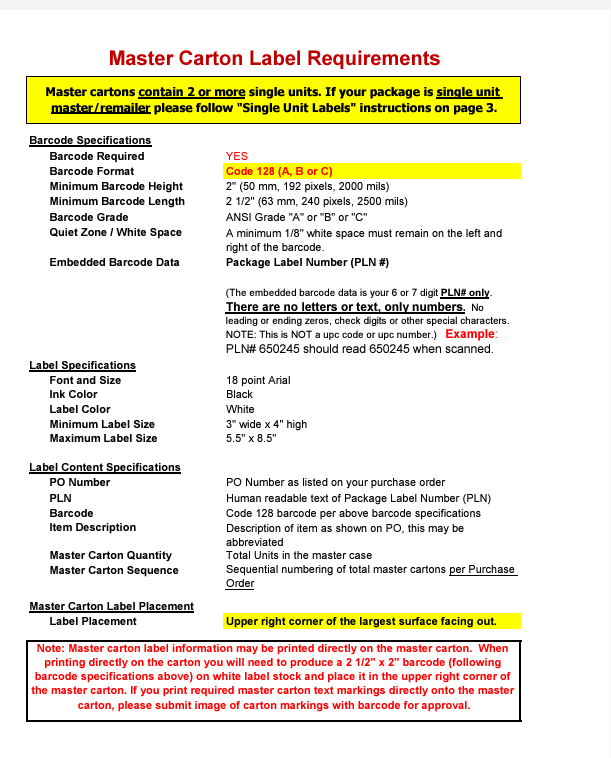 Master Carton Label Requirements
Master cartons contain 2 or more single units. If your package is single unit
master/remailer please follow "Single Unit Labels" instructions on page 3.
Barcode Specifications
Barcode Required YES
Barcode Format Code 128 (A, B or C)
Minimum Barcode Height 2" (50 mm, 192 pixels, 2000 mils)
Minimum Barcode Length 2 1/2" (63 mm, 240 pixels, 2500 mils)
Barcode Grade ANSI Grade "A" or "B" or "C"
Quiet Zone / White Space A minimum 1/8" white space must remain on the left and
right of the barcode.
Embedded Barcode Data Package Label Number (PLN #)
(The embedded barcode data is your 6 or 7 digit PLN# only.
There are no letters or text, only numbers. No
leading or ending zeros, check digits or other special characters.
NOTE: This is NOT a upc code or upc number.) Example:
PLN# 650245 should read 650245 when scanned.
Label Specifications
Font and Size 18 point Arial
Ink Color Black
Label Color White
Minimum Label Size 3" wide x 4" high
Maximum Label Size 5.5" x 8.5"
Label Content Specifications
PO Number PO Number as listed on your purchase order
PLN Human readable text of Package Label Number (PLN)
Barcode Code 128 barcode per above barcode specifications
Item Description Description of item as shown on PO, this may be
abbreviated
Master Carton Quantity Total Units in the master case
Master Carton Sequence Sequential numbering of total master cartons per Purchase
Order
Master Carton Label Placement
Label Placement Upper right corner of the largest surface facing out.
Note: Master carton label information may be printed directly on the master carton. When
printing directly on the carton you will need to produce a 2 1/2" x 2" barcode (following
barcode specifications above) on white label stock and place it in the upper right corner of
the master carton. If you print required master carton text markings directly onto the master
carton, please submit image of carton markings with barcode for approval.